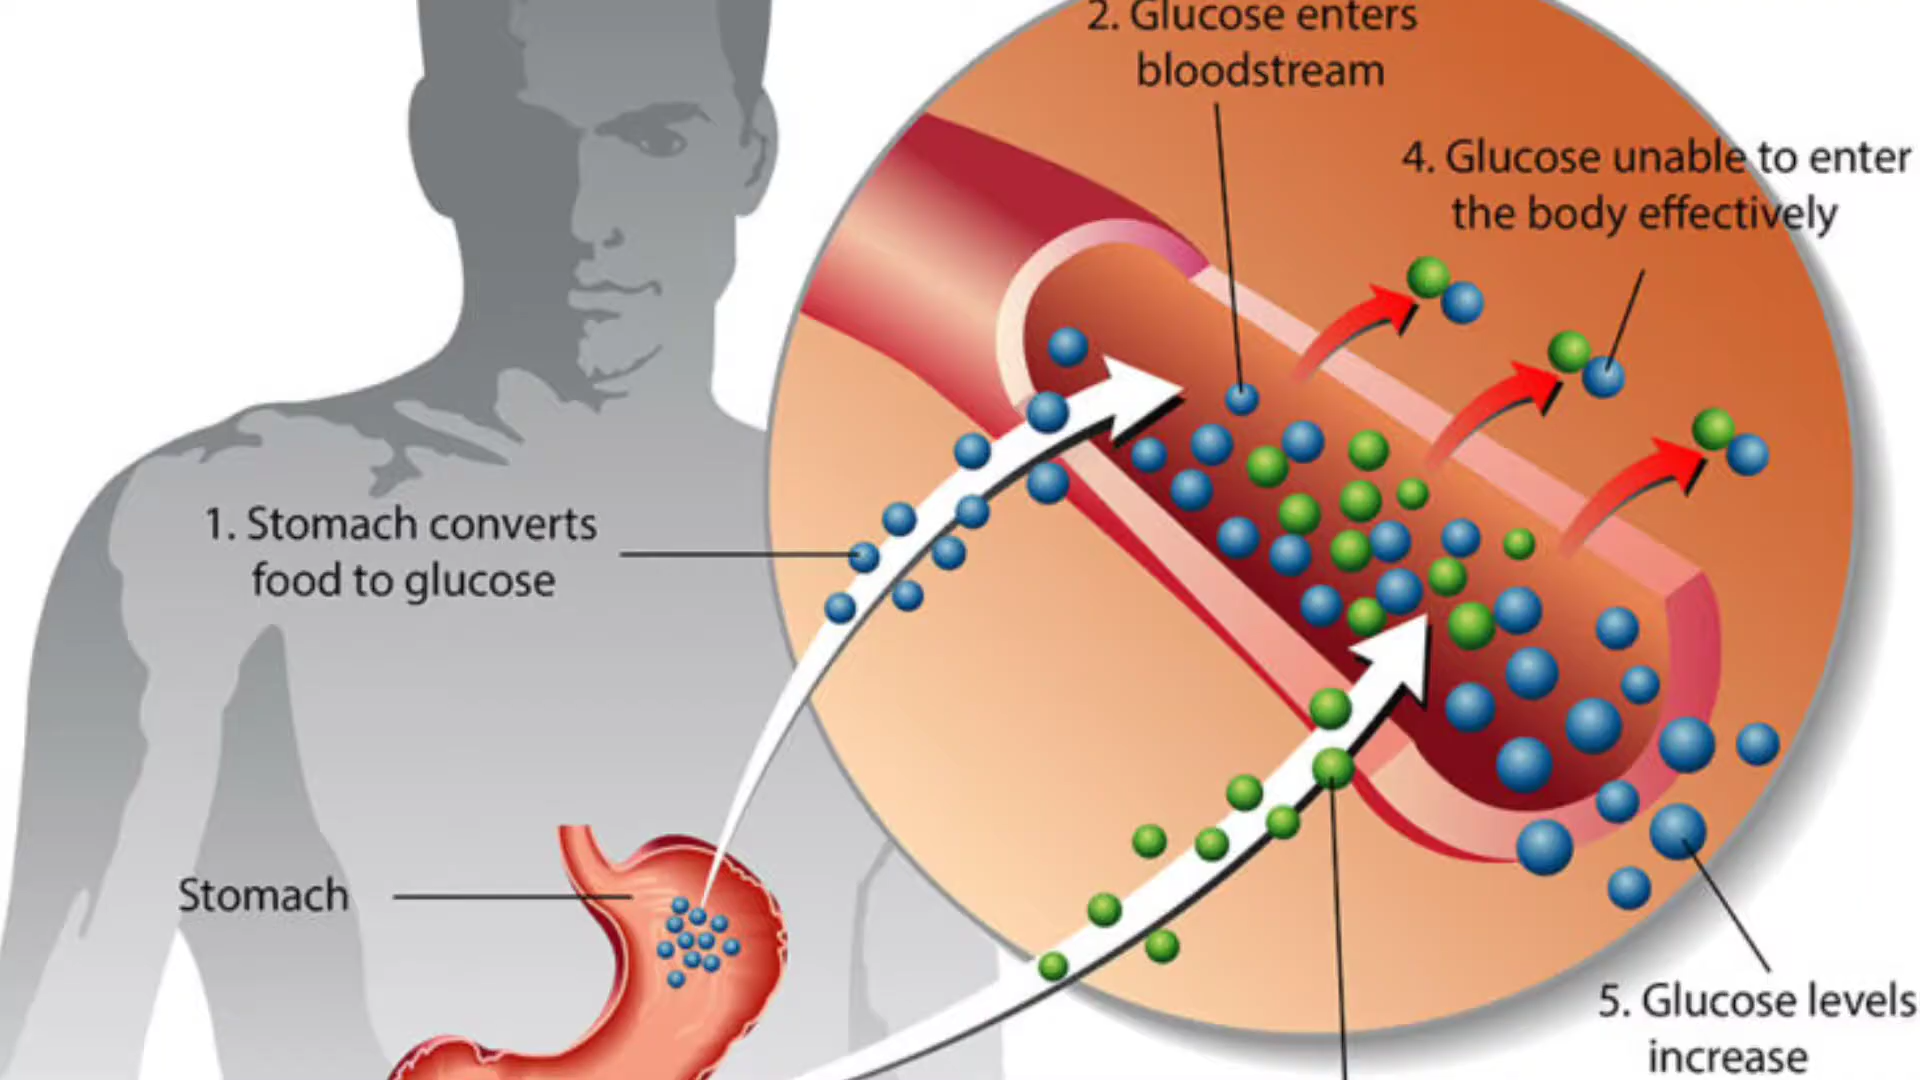 2. Glucose enters
bloodstream
4. Glucose unable to enter
the body effectively
1. Stomach converts
food to glucose
Stomach
5. Glucose levels
increase